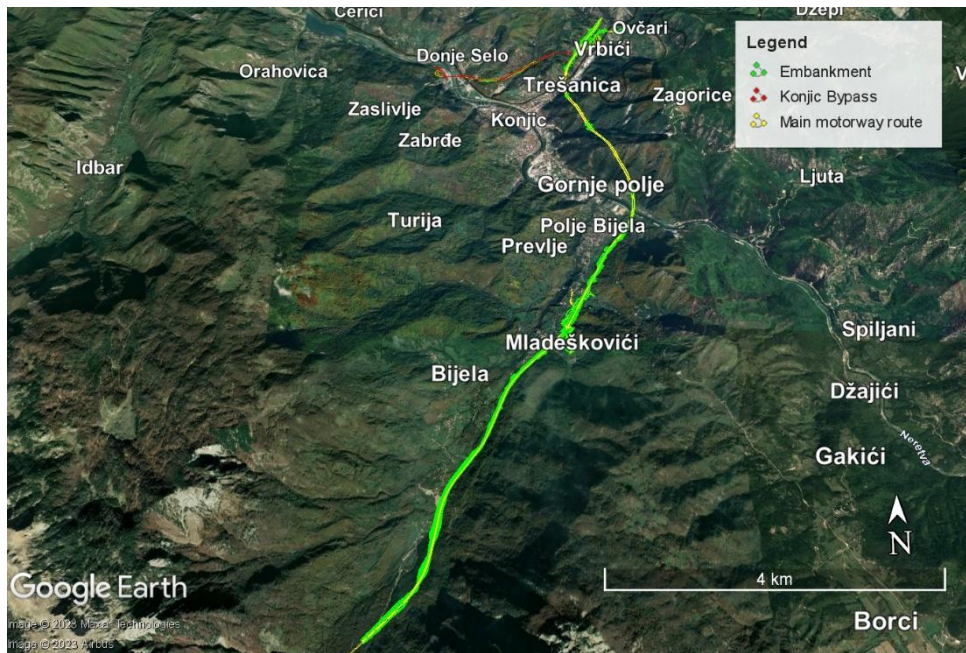 Čerići
Džepi
Ovčari
Vrbići
Donje Selo
Orahovica
Trešanica
Zagorice
Zaslivlje
Konjic
Zabrđe
Idbar
Gornje polje
Ljuta
Turija
Polje Bijela
Prevlje
Spiljani
Mladeškovići
Bijela
Džajići
Neretva
Gakići
Borci
Legend
Embankment
Konjic Bypass
Main motorway route
N
4 km
Google Earth
Image © 2023 Maxar Technologies
Image © 2023 Airbus